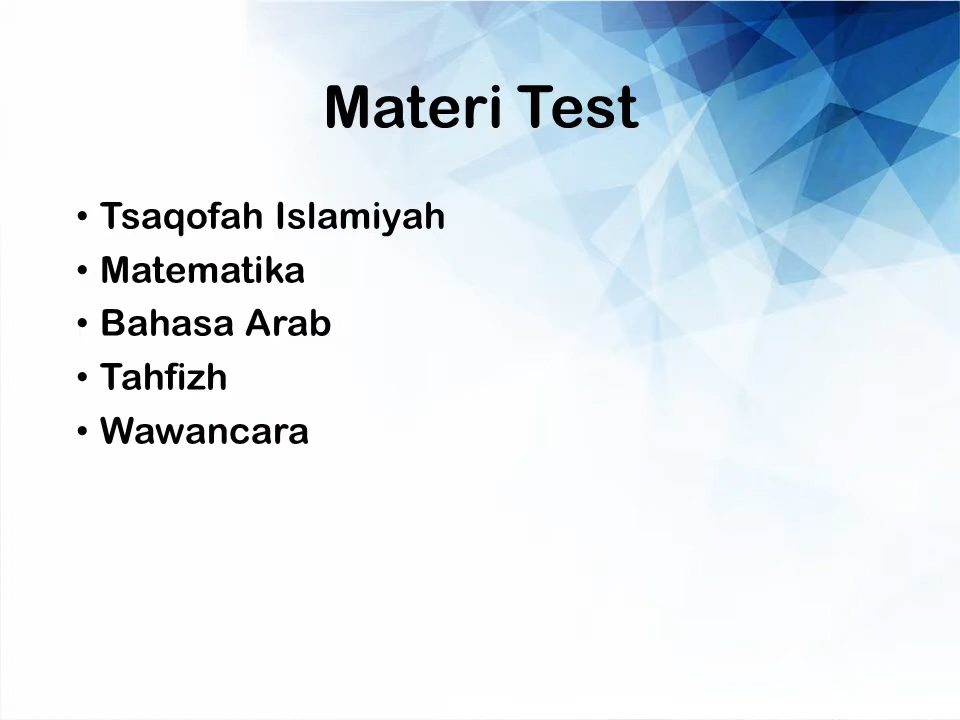 Materi Test
• Tsaqofah Islamiyah
• Matematika
• Bahasa Arab
• Tahfizh
• Wawancara